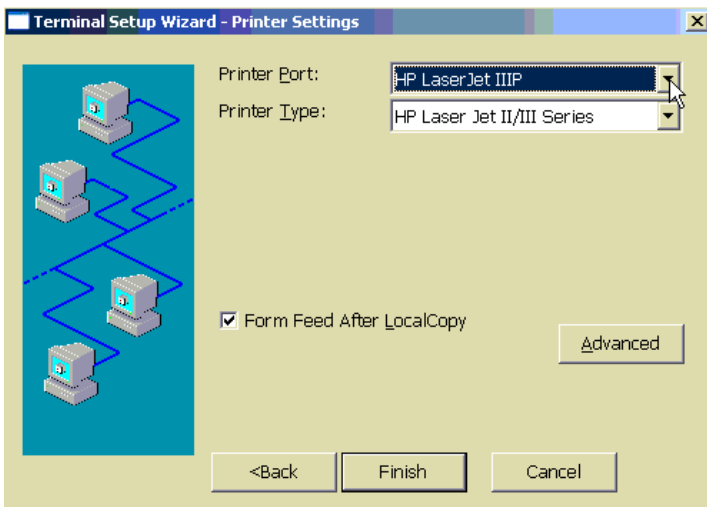 Terminal Setup Wizard - Printer Settings
Printer Port: HP LaserJet IIIP
Printer Type: HP Laser Jet II/III Series
Form Feed After LocalCopy
Advanced
<Back Finish Cancel